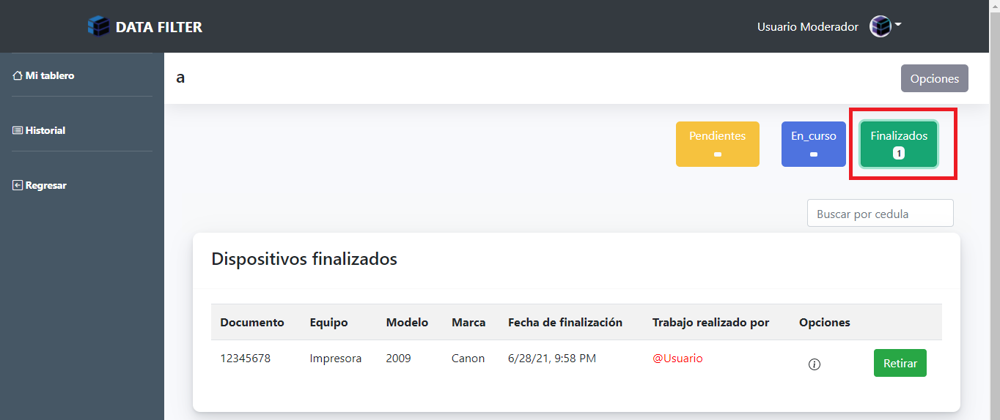 DATA FILTER
Usuario Moderador
Mi tablero
Historial
Regresar
a
Opciones
Pendientes
En_curso
Finalizados
1
Buscar por cedula
Dispositivos finalizados
Documento Equipo Modelo Marca Fecha de finalización Trabajo realizado por Opciones
12345678 Impresora 2009 Canon 6/28/21, 9:58 PM @Usuario Retirar